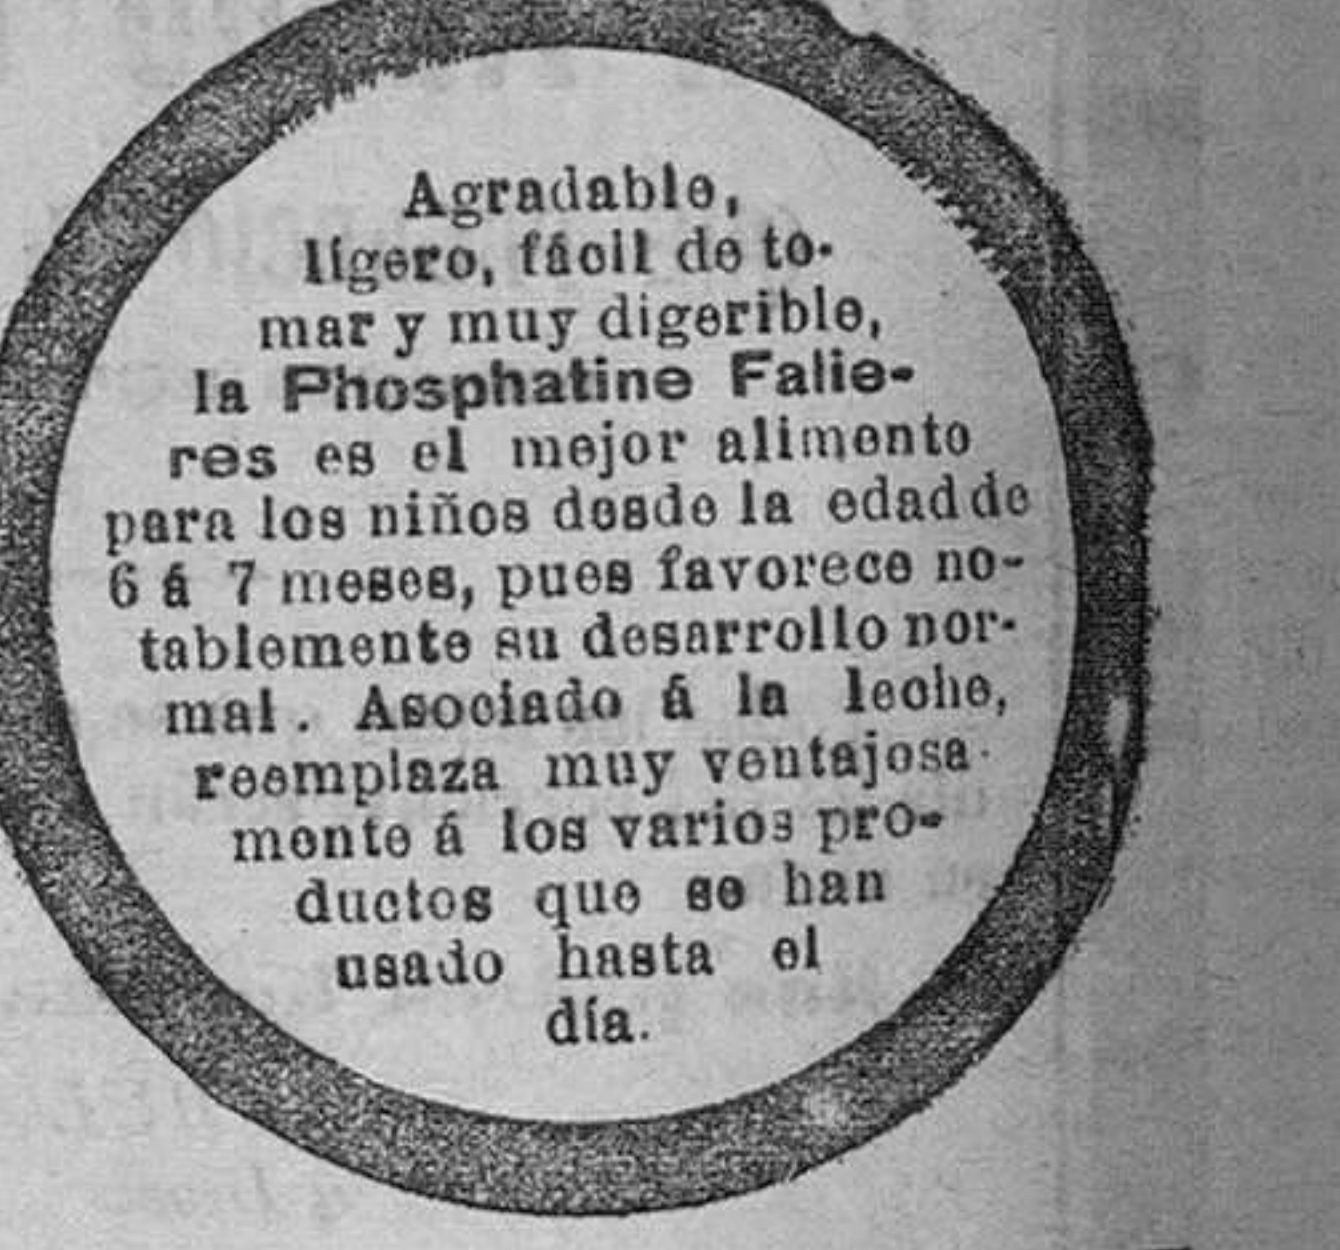 Agradable,
lígero, fácil de to-
mar y muy digerible,
la Phosphatine Falie-
res es el mejor alimento
para los niños desde la edad de
6 á 7 meses, pues favorece no-
tablemente su desarrollo nor-
mal. Asociado á la leche,
reemplaza muy ventajosa-
mente á los varios pro-
ductos que se han
usado hasta el
día.